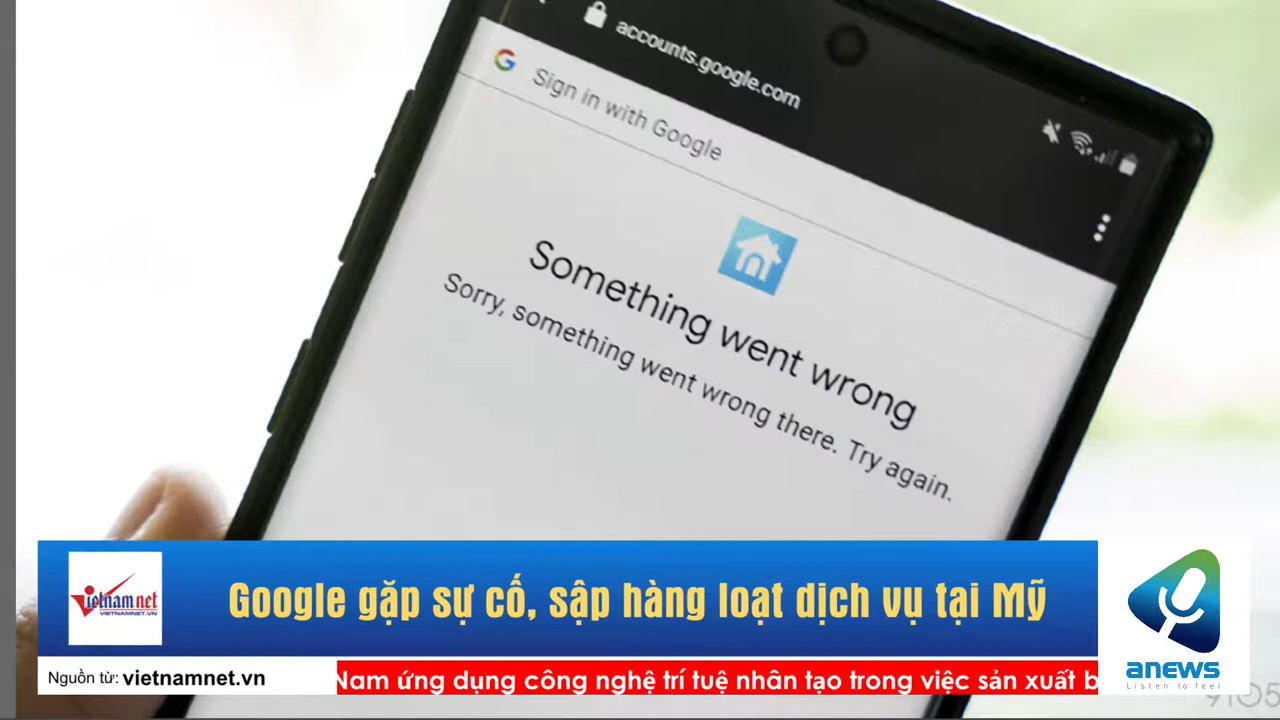 accounts.google.com
G Sign in with Google
Something went wrong
Sorry, something went wrong there. Try again.
Vietnamnet
VIETNAMNET.VN
Google gặp sự cố, sập hàng loạt dịch vụ tại Mỹ
Nguồn từ: vietnamnet.vn
Nam ứng dụng công nghệ trí tuệ nhân tạo trong việc sản xuất b
anews
Listen to feel
9TO5